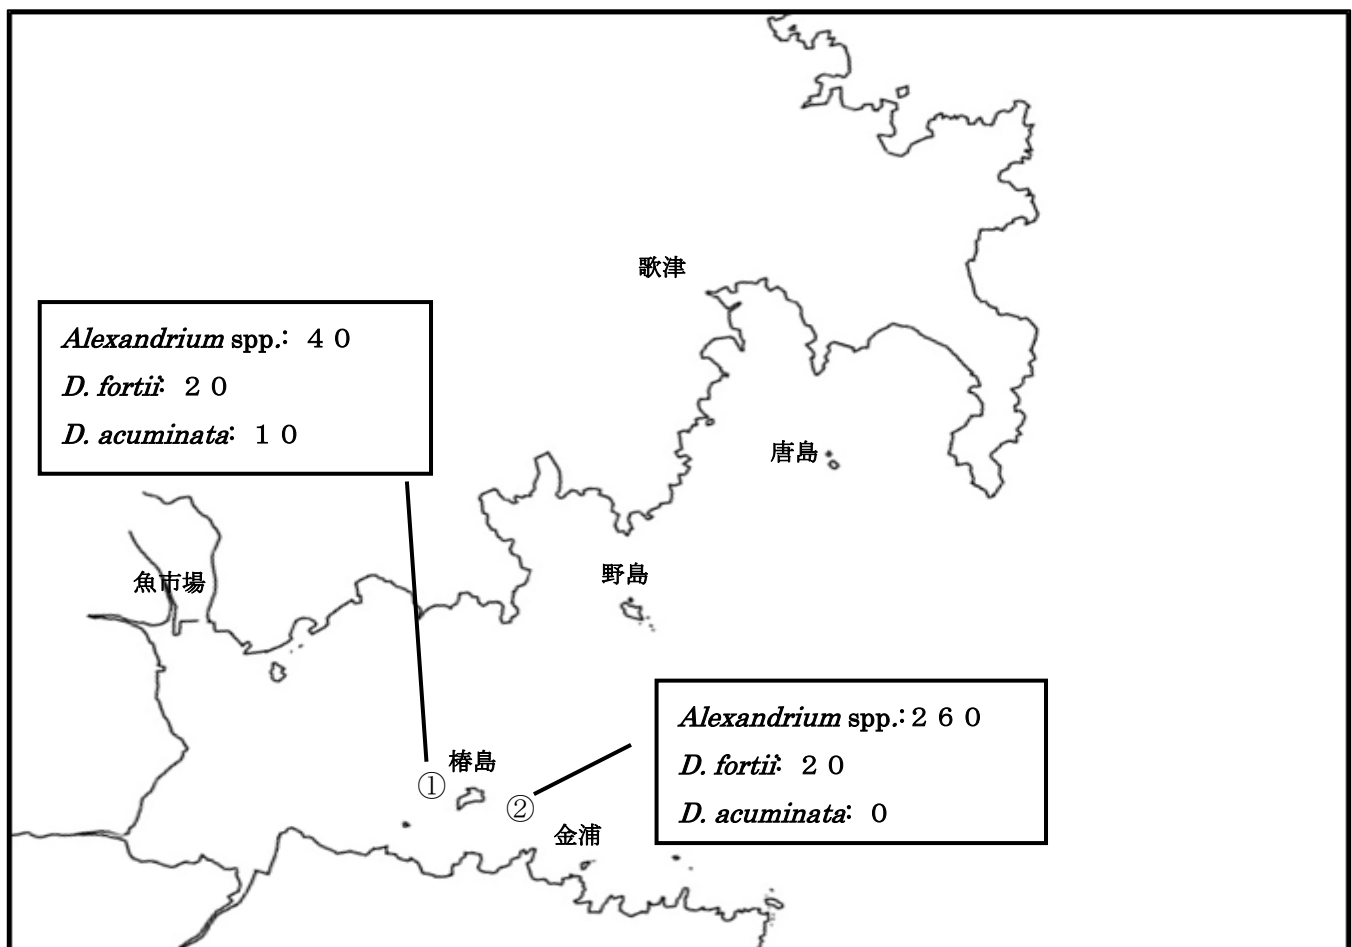 歌津
Alexandrium spp.: ４０
D. fortii: ２０
D. acuminata: １０
唐島
魚市場
野島
Alexandrium spp.:２６０
D. fortii: ２０
D. acuminata: ０
椿島
①
②
金浦